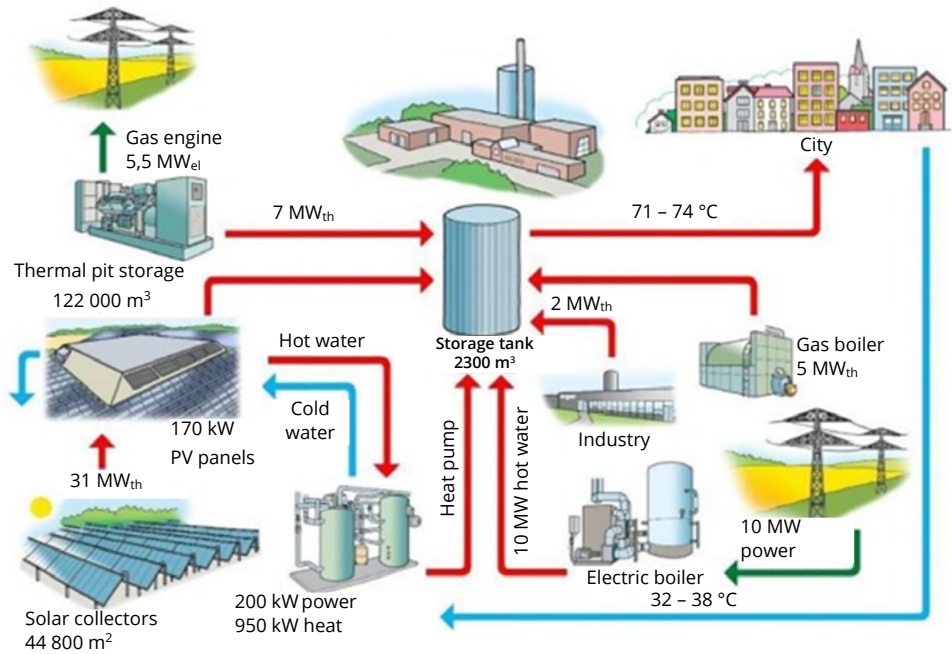 Gas engine
5,5 MWel
7 MWth
71 – 74 °C
City
Thermal pit storage
122 000 m³
Storage tank
2300 m³
2 MWth
Gas boiler
5 MWth
Hot water
Cold
water
170 kW
PV panels
31 MWth
Heat pump
10 MW hot water
Industry
10 MW
power
Electric boiler
32 – 38 °C
200 kW power
950 kW heat
Solar collectors
44 800 m²